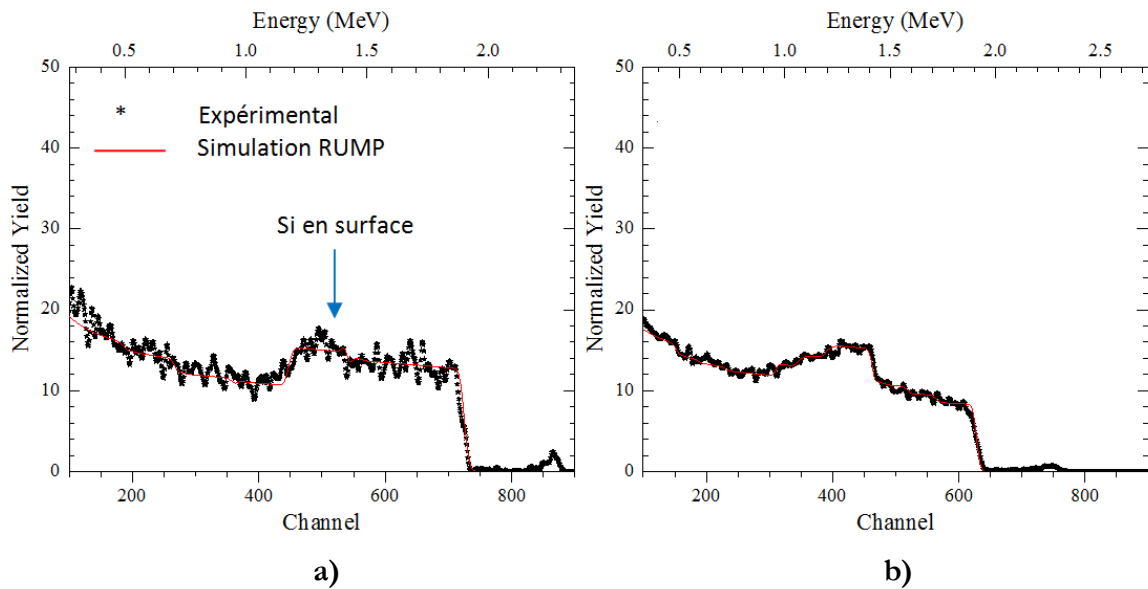 Energy (MeV)
0.5 1.0 1.5 2.0
50
40
30
20
10
0
Normalized Yield
* Expérimental
Simulation RUMP
Si en surface
200 400 600 800
Channel
a)
Energy (MeV)
0.5 1.0 1.5 2.0 2.5
50
40
30
20
10
0
Normalized Yield
200 400 600 800
Channel
b)